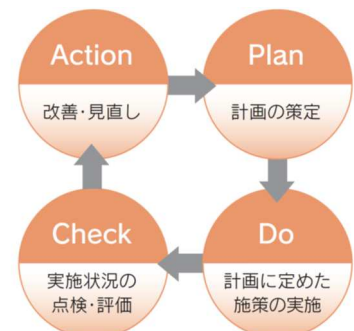 Action
改善･見直し
Plan
計画の策定
Check
実施状況の
点検･評価
Do
計画に定めた
施策の実施